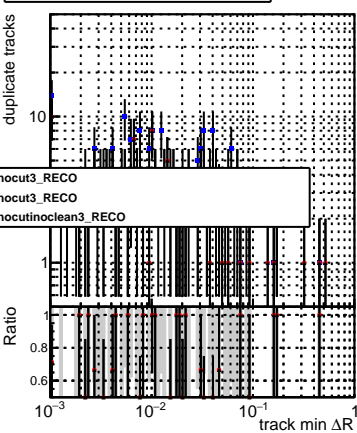 duplicate tracks
10
nocut3_RECO
nocut3_RECO
nocutinoclean3_RECO
1
Ratio
1
0.8
0.6
10⁻³ 10⁻² 10⁻¹ 1
track min ΔR